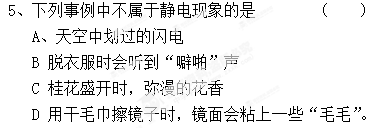 5、下列事例中不属于静电现象的是　　（　　）
A、天空中划过的闪电
B 脱衣服时会听到“噼啪”声
C 桂花盛开时，弥漫的花香
D 用干毛巾擦镜子时，镜面会粘上一些“毛毛”。